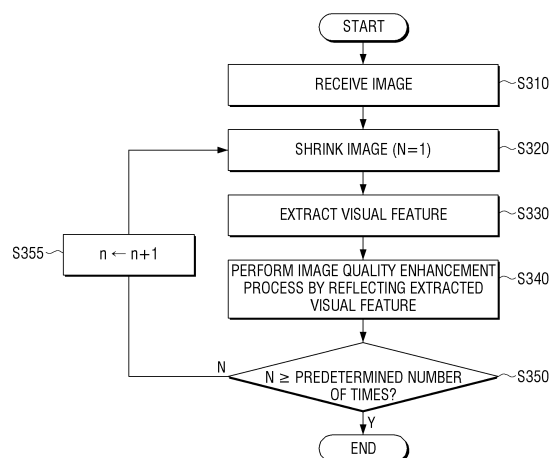 START
RECEIVE IMAGE
S310
SHRINK IMAGE (N=1)
S320
EXTRACT VISUAL FEATURE
S330
S355
n ← n+1
PERFORM IMAGE QUALITY ENHANCEMENT
PROCESS BY REFLECTING EXTRACTED
VISUAL FEATURE
S340
N
N ≥ PREDETERMINED NUMBER
OF TIMES?
S350
Y
END